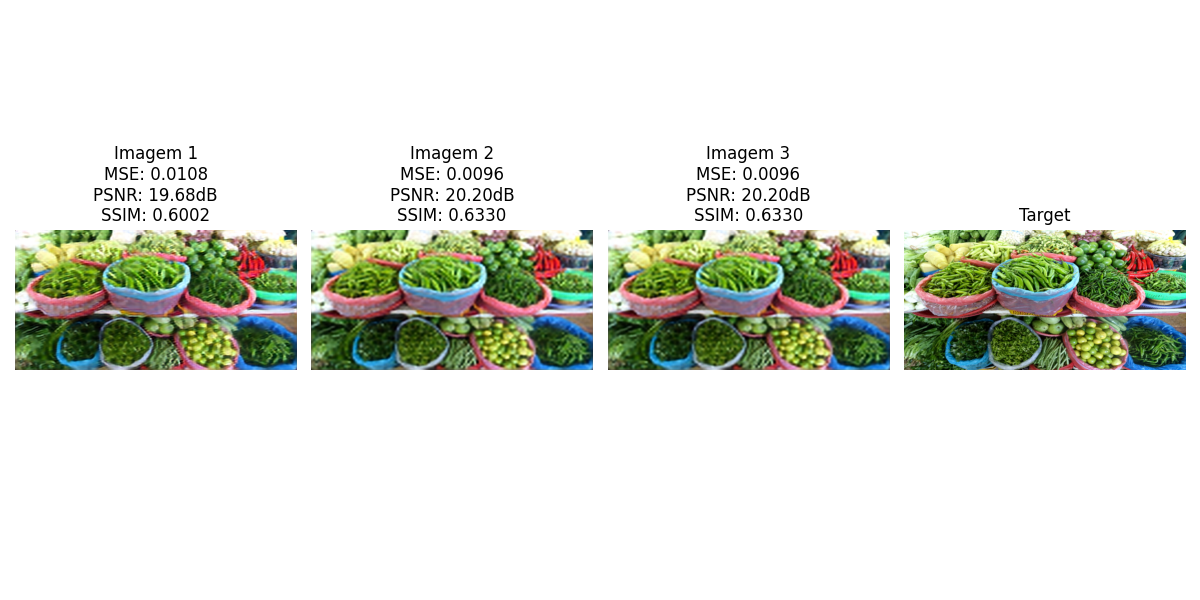 Imagem 1
MSE: 0.0108
PSNR: 19.68dB
SSIM: 0.6002
Imagem 2
MSE: 0.0096
PSNR: 20.20dB
SSIM: 0.6330
Imagem 3
MSE: 0.0096
PSNR: 20.20dB
SSIM: 0.6330
Target